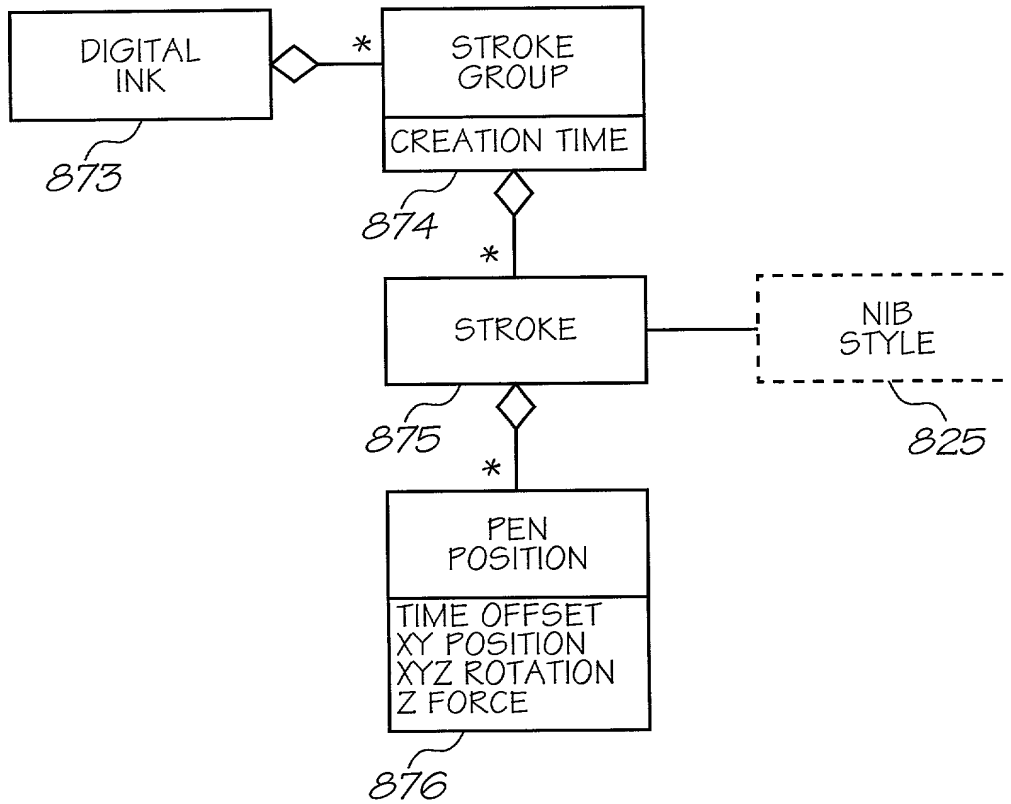 DIGITAL
INK
*
STROKE
GROUP
CREATION TIME
873
874
*
STROKE
NIB
STYLE
875
825
*
PEN
POSITION
TIME OFFSET
XY POSITION
XYZ ROTATION
Z FORCE
876